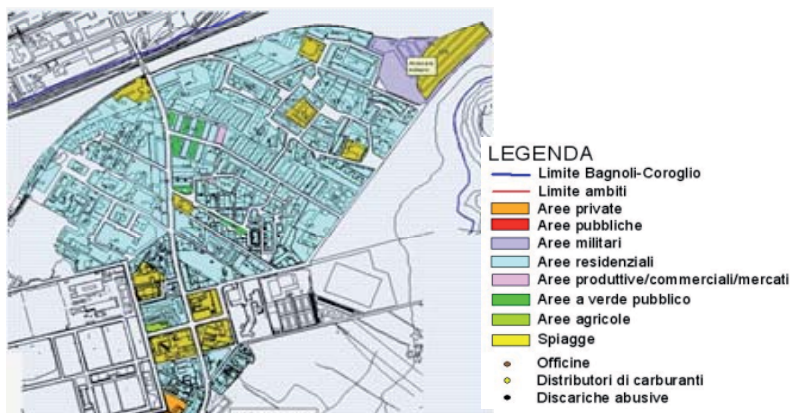 LEGENDA
Limite Bagnoli-Coroglio
Limite ambiti
Aree private
Aree pubbliche
Aree militari
Aree residenziali
Aree produttive/commerciali/mercati
Aree a verde pubblico
Aree agricole
Spiagge
Officine
Distributori di carburanti
Discariche abusive